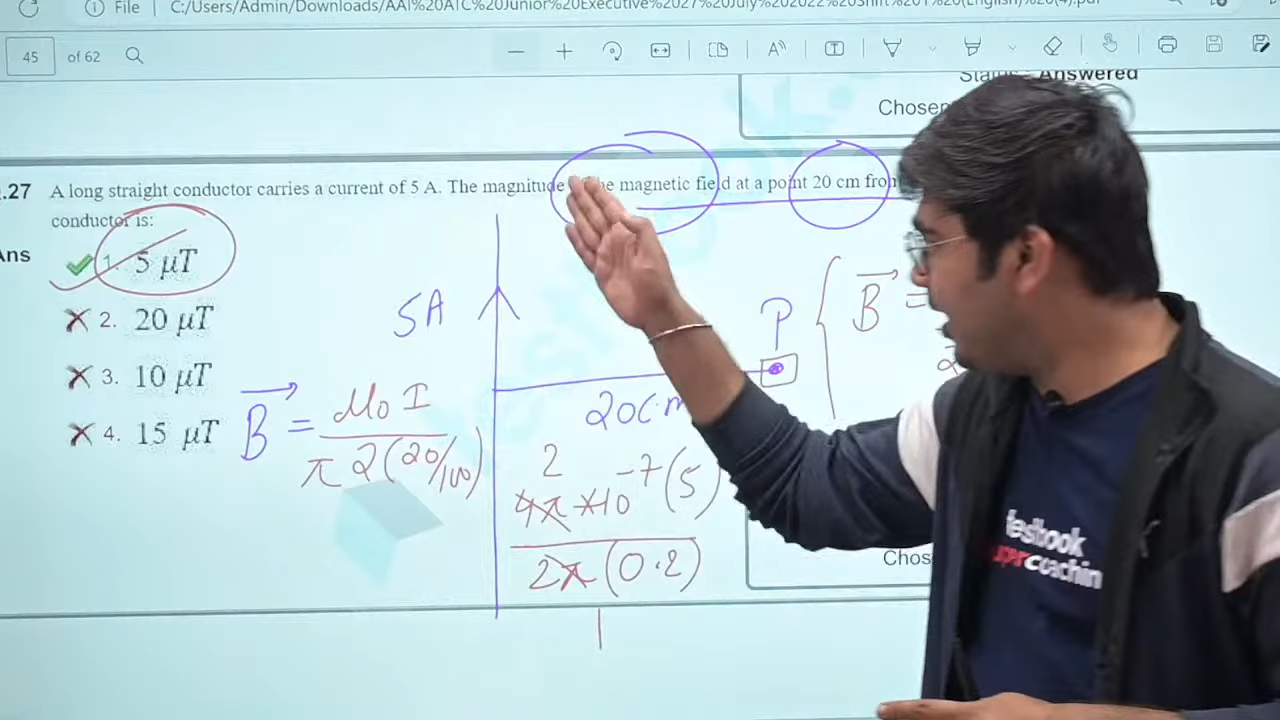 File | C:/Users/Admin/Downloads/AAI%20ATC%20Junior%20Executive%2027%20July%202022%20Shift%201%20(English)%20(4).pdf
45 of 62
Answered
Chosen
.27 A long straight conductor carries a current of 5 A. The magnitude the magnetic field at a point 20 cm from
conductor is:
Ans 1. 5 μT
2. 20 μT
3. 10 μT
4. 15 μT
5A
P
B =
20cm
B = μ0 I / π 2(20/100)
2
4π × 10^-7 (5)
2π (0.2)
Chos
testbook
supercoachin